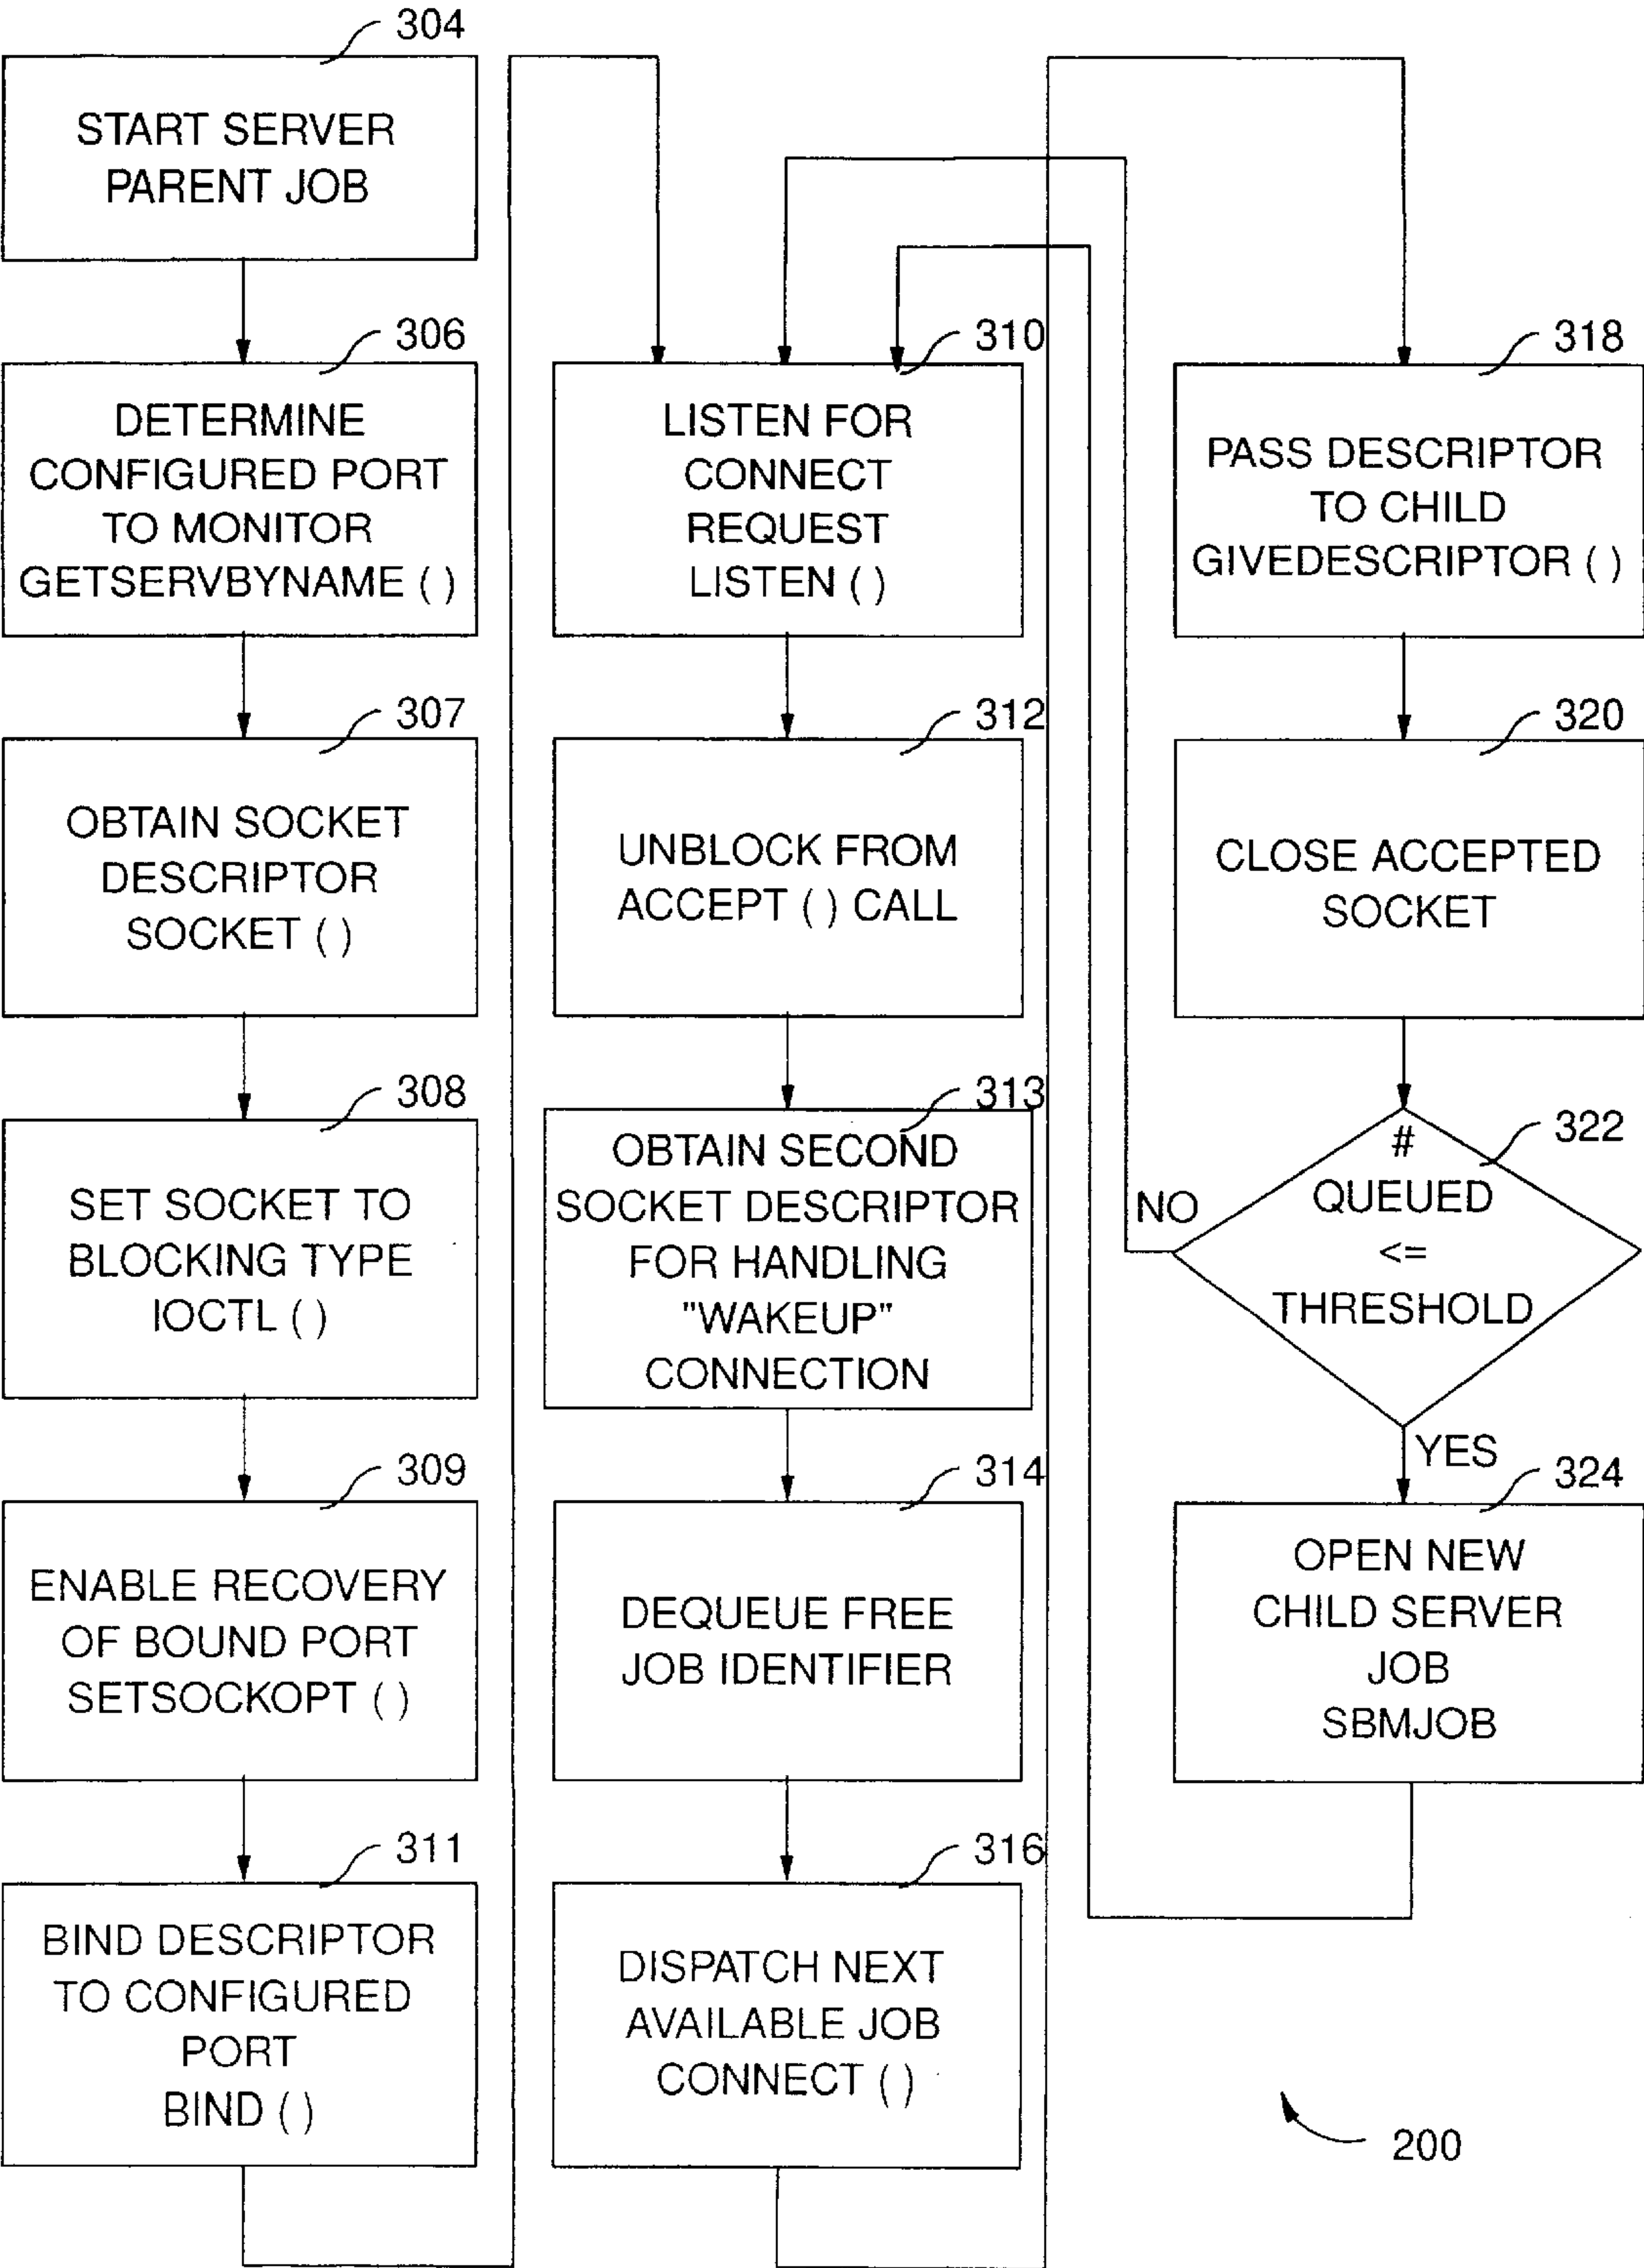 304
START SERVER
PARENT JOB
306
DETERMINE
CONFIGURED PORT
TO MONITOR
GETSERVBYNAME ( )
307
OBTAIN SOCKET
DESCRIPTOR
SOCKET ( )
308
SET SOCKET TO
BLOCKING TYPE
IOCTL ( )
309
ENABLE RECOVERY
OF BOUND PORT
SETSOCKOPT ( )
311
BIND DESCRIPTOR
TO CONFIGURED
PORT
BIND ( )
310
LISTEN FOR
CONNECT
REQUEST
LISTEN ( )
312
UNBLOCK FROM
ACCEPT ( ) CALL
313
OBTAIN SECOND
SOCKET DESCRIPTOR
FOR HANDLING
"WAKEUP"
CONNECTION
314
DEQUEUE FREE
JOB IDENTIFIER
316
DISPATCH NEXT
AVAILABLE JOB
CONNECT ( )
318
PASS DESCRIPTOR
TO CHILD
GIVEDESCRIPTOR ( )
320
CLOSE ACCEPTED
SOCKET
322
#
QUEUED
<=
THRESHOLD
NO
YES
324
OPEN NEW
CHILD SERVER
JOB
SBMJOB
200